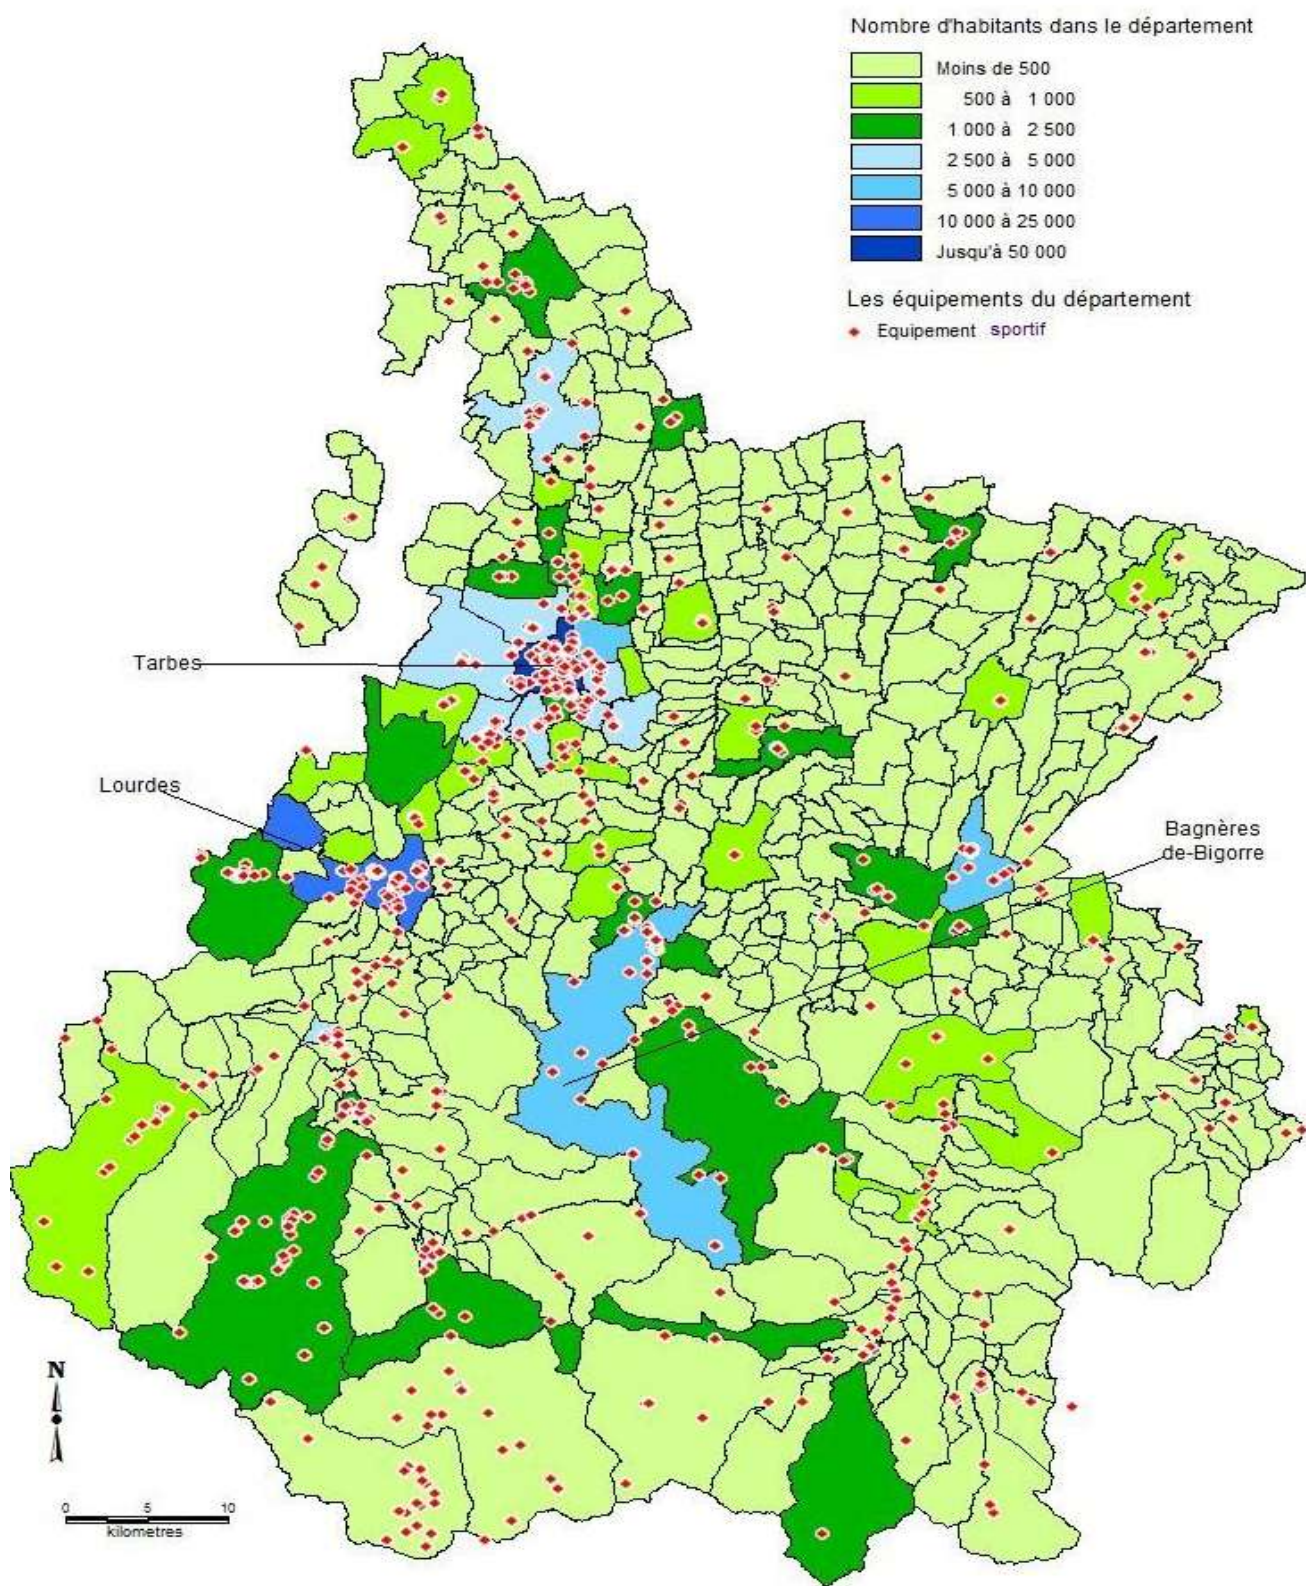 Nombre d'habitants dans le département
Moins de 500
500 à 1 000
1 000 à 2 500
2 500 à 5 000
5 000 à 10 000
10 000 à 25 000
Jusqu'à 50 000
Les équipements du département
Equipement sportif
Tarbes
Lourdes
Bagnères
de-Bigorre
N
0 5 10
kilometres